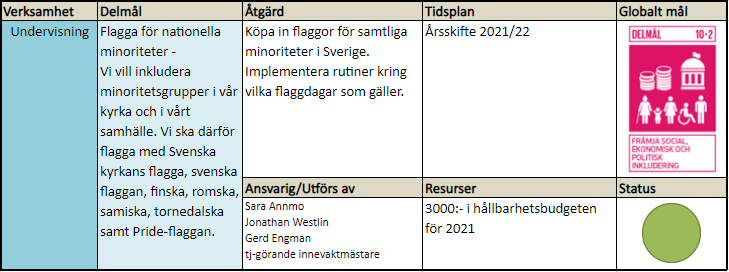 Verksamhet
Delmål
Åtgärd
Tidsplan
Globalt mål
Undervisning
Flagga för nationella
minoriteter -
Vi vill inkludera
minoritetsgrupper i vår
kyrka och i vårt
samhälle. Vi ska därför
flagga med Svenska
kyrkans flagga, svenska
flaggan, finska, romska,
samiska, tornedalska
samt Pride-flaggan.
Köpa in flaggor för samtliga
minoriteter i Sverige.
Implementera rutiner kring
vilka flaggdagar som gäller.
Årsskifte 2021/22
DELMÅL 10·2
FRÄMJA SOCIAL,
EKONOMISK OCH
POLITISK
INKLUDERING
Ansvarig/Utförs av
Resurser
Status
Sara Annmo
Jonathan Westlin
Gerd Engman
tj-görande innevaktmästare
3000:- i hållbarhetsbudgeten
för 2021